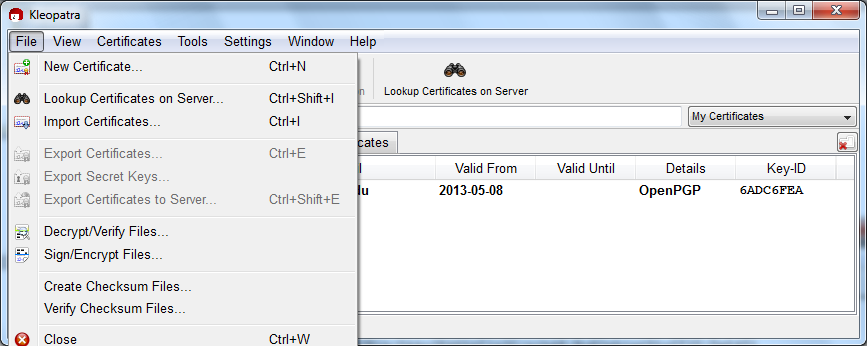 Kleopatra
File View Certificates Tools Settings Window Help
New Certificate... Ctrl+N
Lookup Certificates on Server... Ctrl+Shift+I
Import Certificates... Ctrl+I
Export Certificates... Ctrl+E
Export Secret Keys...
Export Certificates to Server... Ctrl+Shift+E
Decrypt/Verify Files...
Sign/Encrypt Files...
Create Checksum Files...
Verify Checksum Files...
Close Ctrl+W
Lookup Certificates on Server
My Certificates
Valid From Valid Until Details Key-ID
2013-05-08 OpenPGP 6ADC6FEA